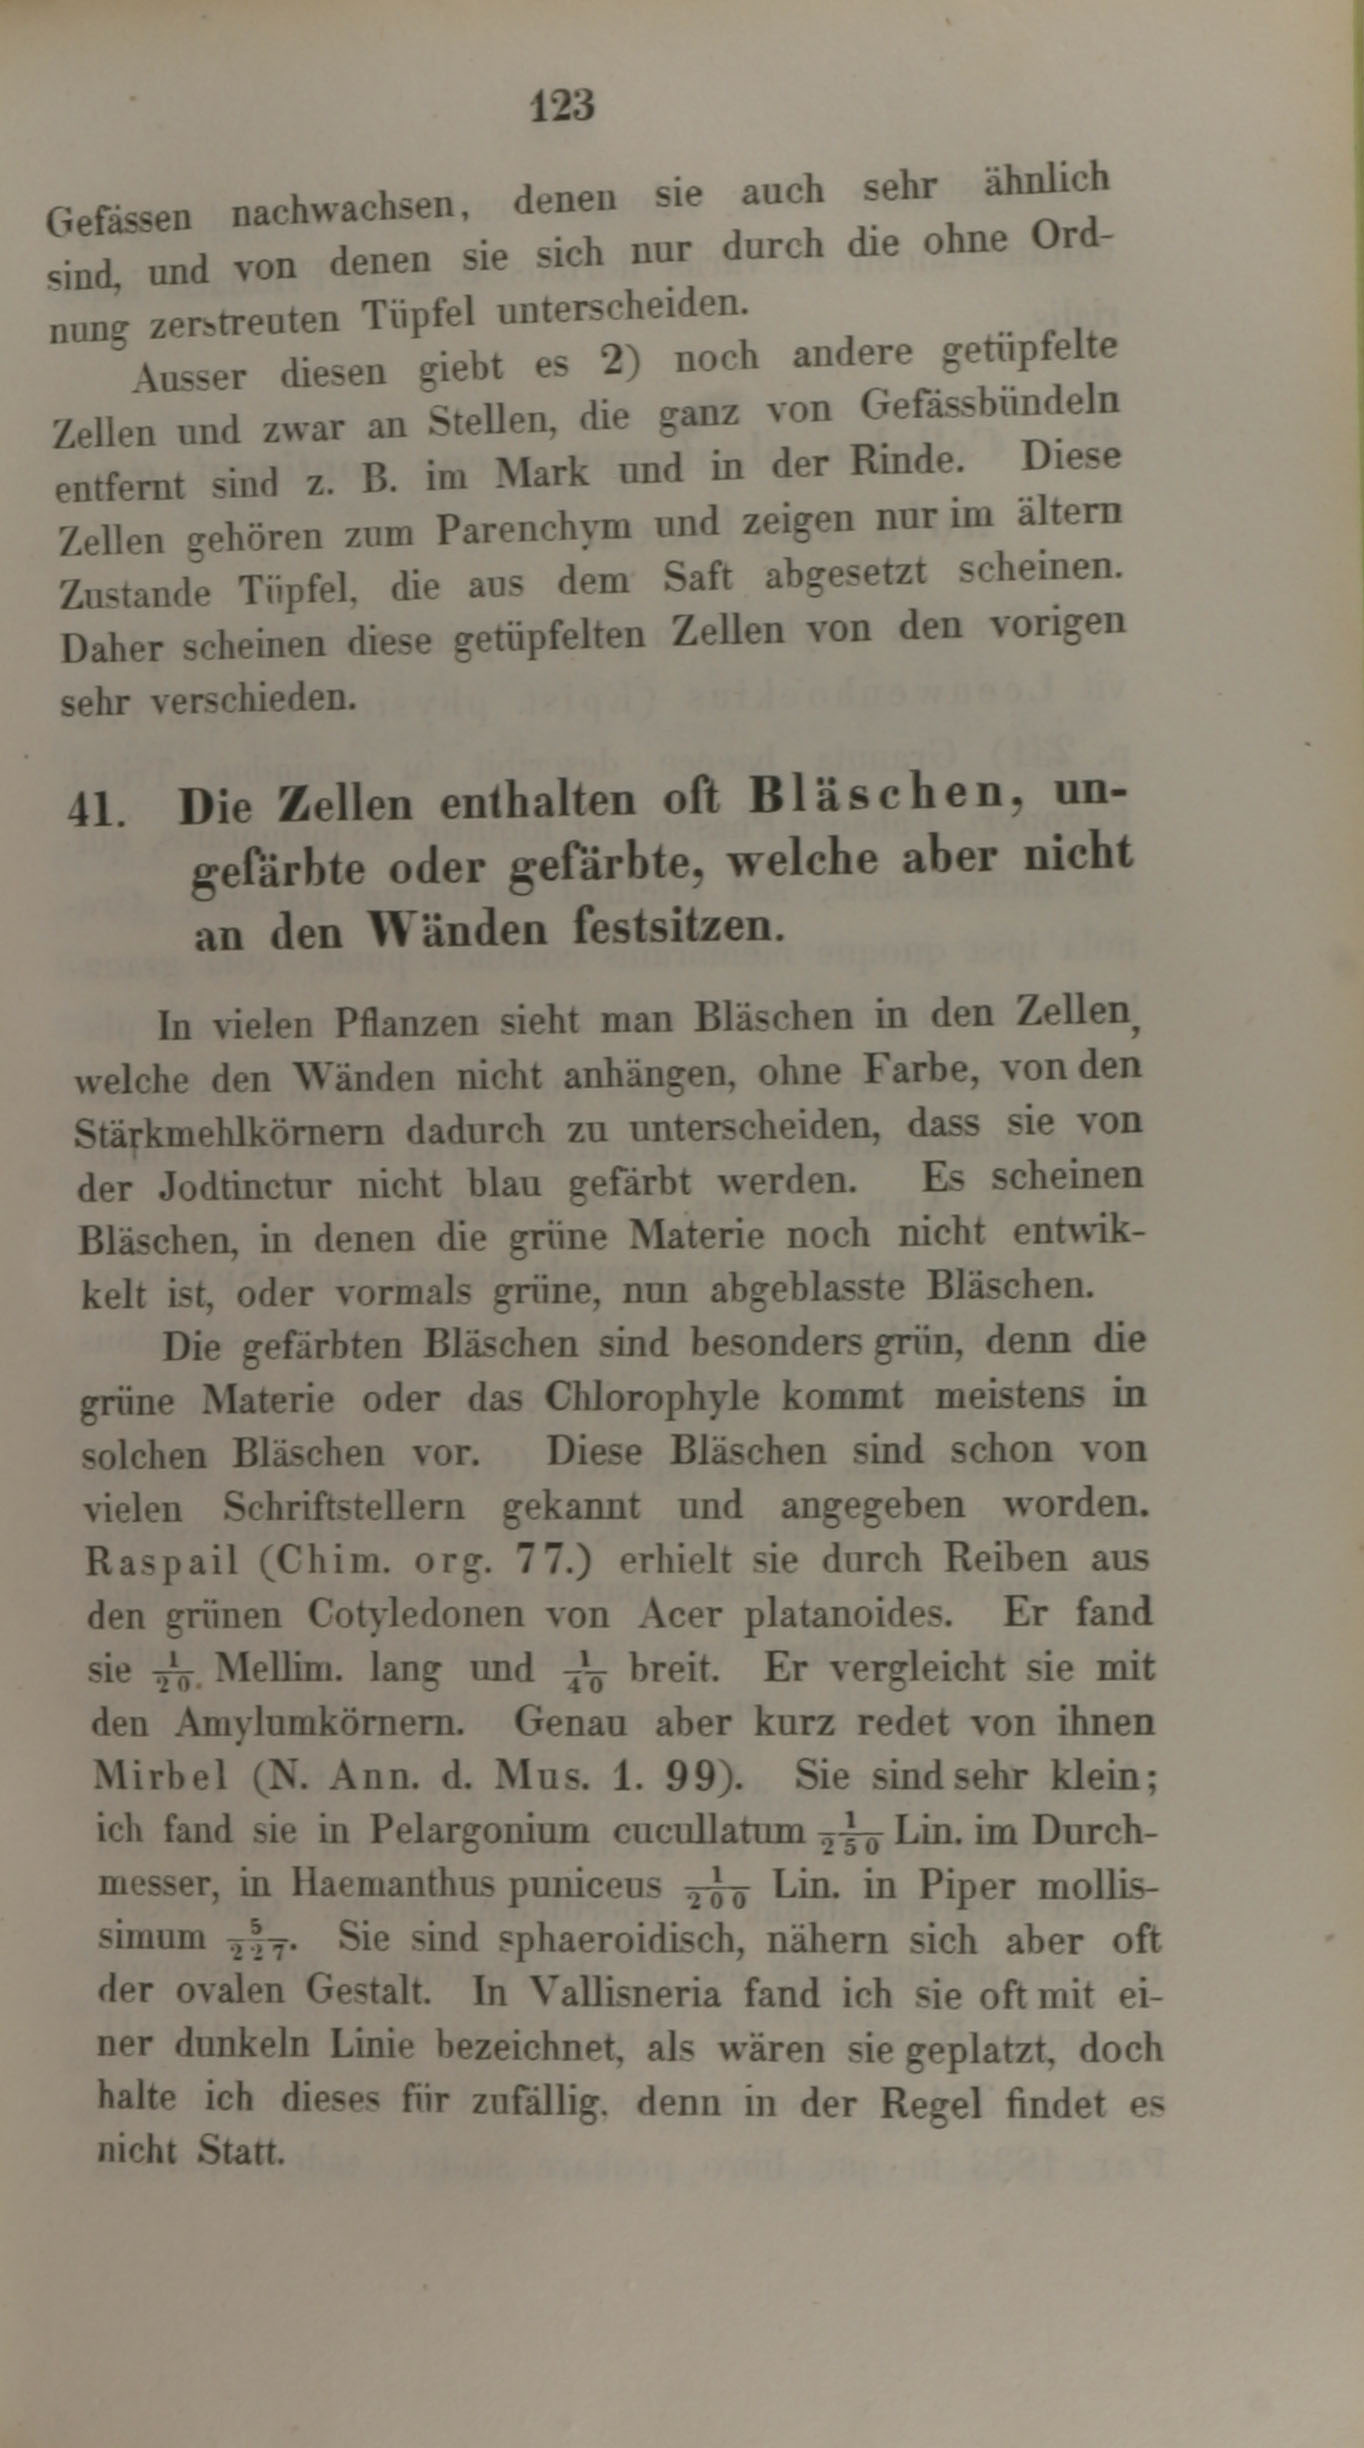 123
Gefässen nachwachsen, denen sie auch sehr ähnlich
sind, und von denen sie sich nur durch die ohne Ord-
nung zerstreuten Tüpfel unterscheiden.
Ausser diesen giebt es 2) noch andere getüpfelte
Zellen und zwar an Stellen, die ganz von Gefässbündeln
entfernt sind z. B. im Mark und in der Rinde. Diese
Zellen gehören zum Parenchym und zeigen nur im ältern
Zustande Tüpfel, die aus dem Saft abgesetzt scheinen.
Daher scheinen diese getüpfelten Zellen von den vorigen
sehr verschieden.
41. Die Zellen enthalten oft Bläschen, un-
gefärbte oder gefärbte, welche aber nicht
an den Wänden festsitzen.
In vielen Pflanzen sieht man Bläschen in den Zellen,
welche den Wänden nicht anhängen, ohne Farbe, von den
Stärkmehlkörnern dadurch zu unterscheiden, dass sie von
der Jodtinctur nicht blau gefärbt werden. Es scheinen
Bläschen, in denen die grüne Materie noch nicht entwik-
kelt ist, oder vormals grüne, nun abgeblasste Bläschen.
Die gefärbten Bläschen sind besonders grün, denn die
grüne Materie oder das Chlorophyle kommt meistens in
solchen Bläschen vor. Diese Bläschen sind schon von
vielen Schriftstellern gekannt und angegeben worden.
Raspail (Chim. org. 77.) erhielt sie durch Reiben aus
den grünen Cotyledonen von Acer platanoides. Er fand
sie 1/20. Mellim. lang und 1/40 breit. Er vergleicht sie mit
den Amylumkörnern. Genau aber kurz redet von ihnen
Mirbel (N. Ann. d. Mus. 1. 99). Sie sind sehr klein;
ich fand sie in Pelargonium cucullatum 1/250 Lin. im Durch-
messer, in Haemanthus puniceus 1/200 Lin. in Piper mollis-
simum 5/227. Sie sind sphaeroidisch, nähern sich aber oft
der ovalen Gestalt. In Vallisneria fand ich sie oft mit ei-
ner dunkeln Linie bezeichnet, als wären sie geplatzt, doch
halte ich dieses für zufällig, denn in der Regel findet es
nicht Statt.